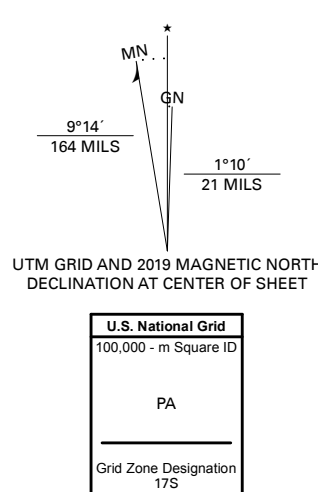 ★
MN
GN
9°14´
164 MILS
1°10´
21 MILS
UTM GRID AND 2019 MAGNETIC NORTH
DECLINATION AT CENTER OF SHEET
U.S. National Grid
100,000 - m Square ID
PA
Grid Zone Designation
17S